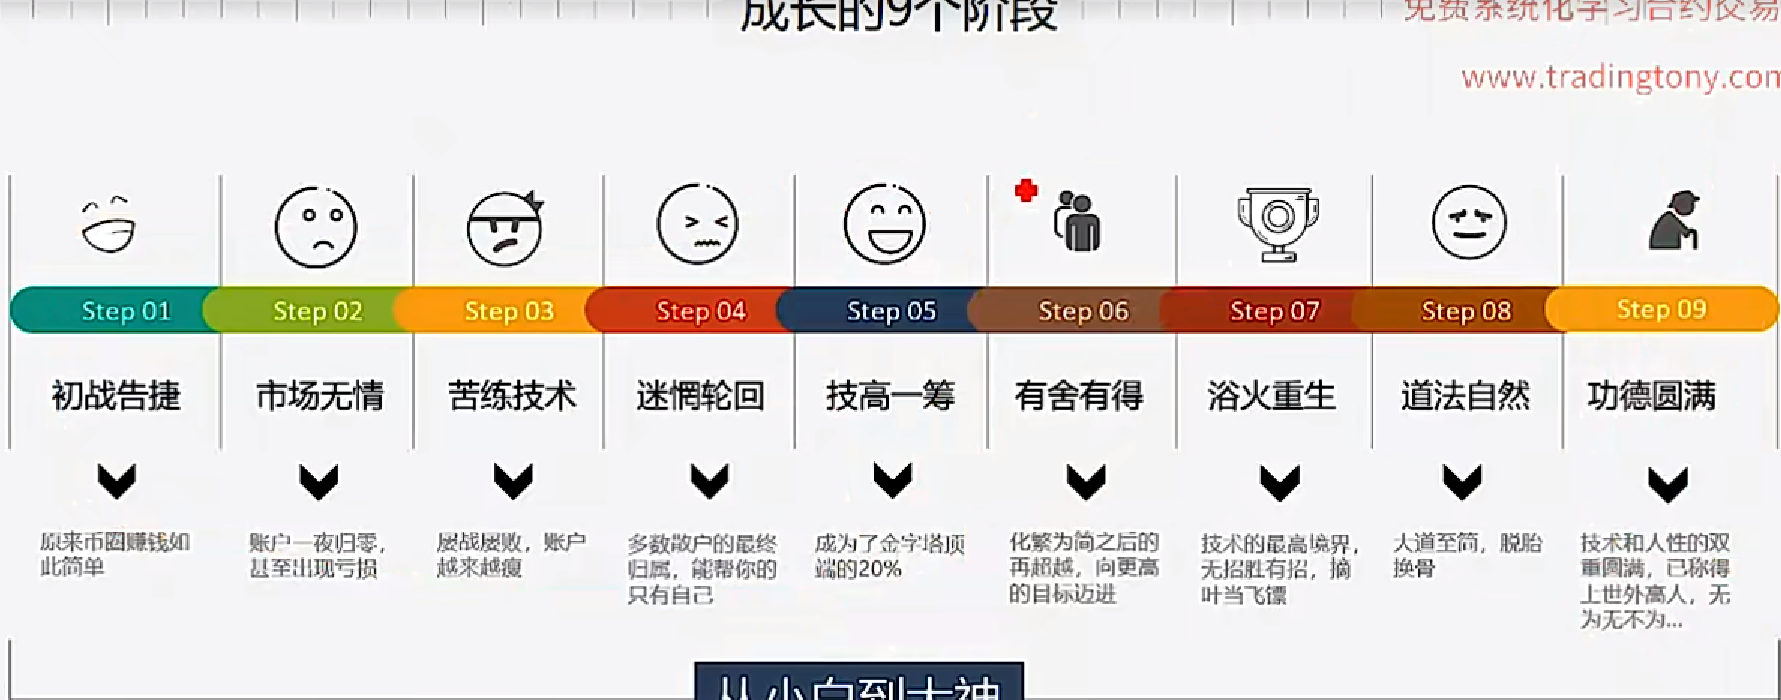 成长的9个阶段
免费系统化学习合约交易
www.tradingtony.com
Step 01
Step 02
Step 03
Step 04
Step 05
Step 06
Step 07
Step 08
Step 09
初战告捷
市场无情
苦练技术
迷惘轮回
技高一筹
有舍有得
浴火重生
道法自然
功德圆满
原来币圈赚钱如
此简单
账户一夜归零，
甚至出现亏损
屡战屡败，账户
越来越瘦
多数散户的最终
归属，能帮你的
只有自己
成为了金字塔顶
端的20%
化繁为简之后的
再超越，向更高
的目标迈进
技术的最高境界，
无招胜有招，摘
叶当飞镖
大道至简，脱胎
换骨
技术和人性的双
重圆满，已称得
上世外高人，无
为无不为...
从小白到大神